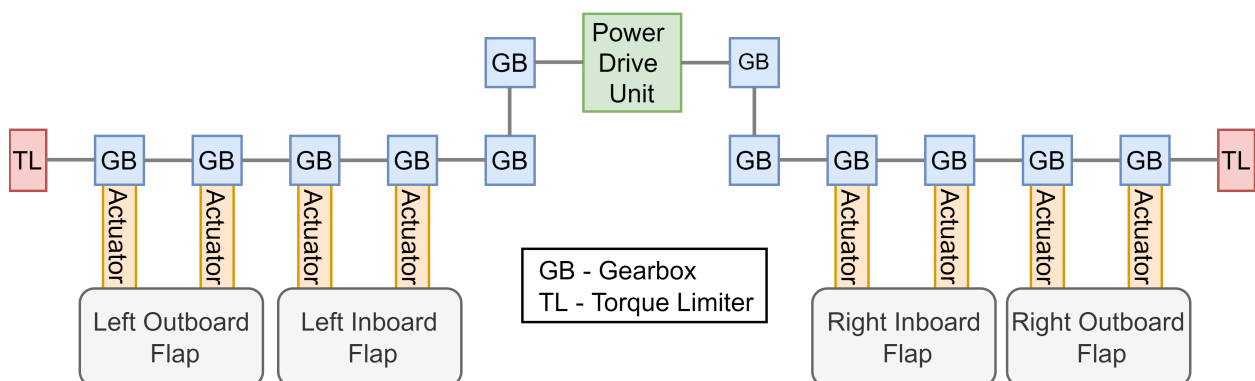 Power
Drive
Unit
GB
GB
TL
GB
GB
GB
GB
GB
GB
GB
GB
GB
GB
TL
Actuator
Actuator
Actuator
Actuator
Actuator
Actuator
Actuator
Actuator
GB - Gearbox
TL - Torque Limiter
Left Outboard
Flap
Left Inboard
Flap
Right Inboard
Flap
Right Outboard
Flap